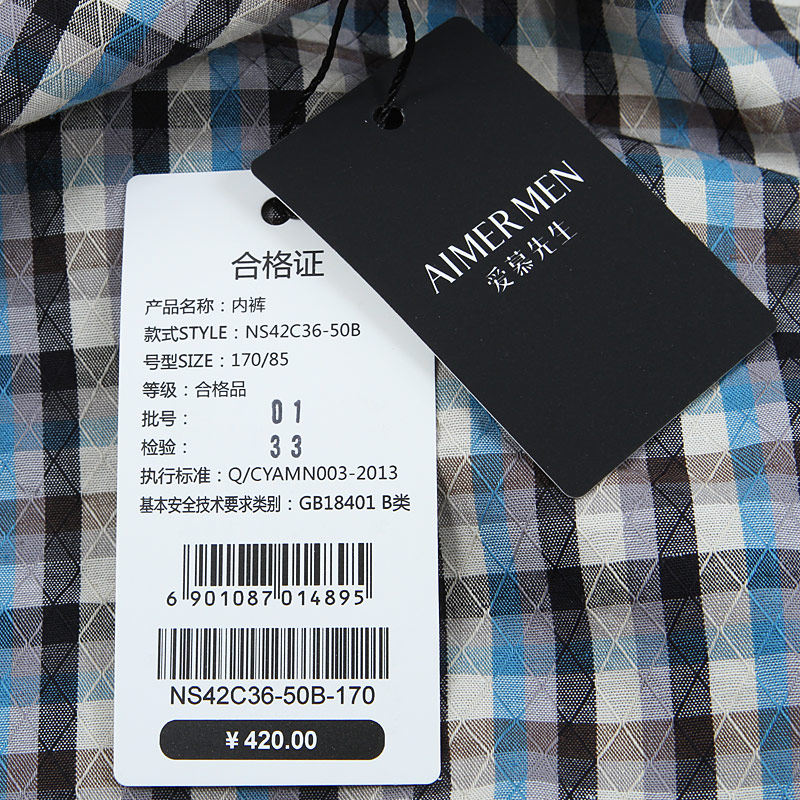 AIMER MEN
爱慕先生
合格证
产品名称：内裤
款式STYLE：NS42C36-50B
号型SIZE：170/85
等级：合格品
批号： 01
检验： 33
执行标准：Q/CYAMN003-2013
基本安全技术要求类别：GB18401 B类
6 901087 014895
NS42C36-50B-170
¥ 420.00